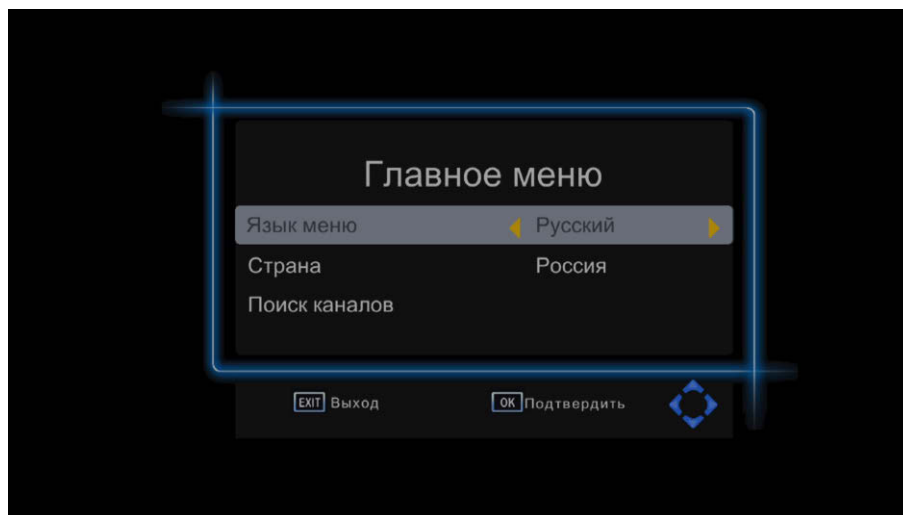 Главное меню
Язык меню Русский
Страна Россия
Поиск каналов
EXIT Выход OK Подтвердить